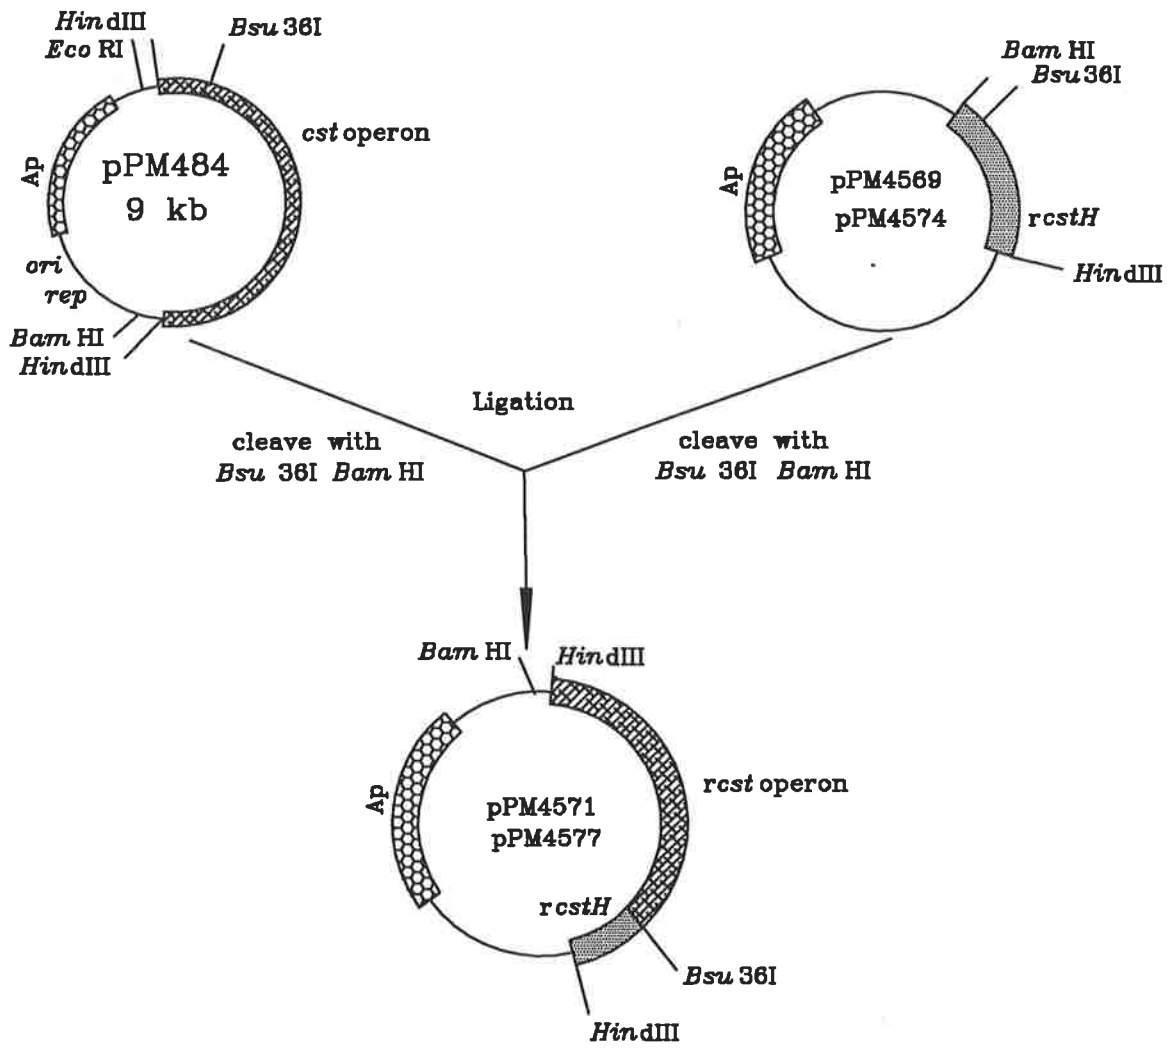 HindIII
EcoRI
Bsu36I
cst operon
Ap
pPM484
9 kb
ori
rep
BamHI
HindIII
BamHI
Bsu36I
Ap
pPM4569
pPM4574
rcstH
HindIII
Ligation
cleave with
Bsu 36I BamHI
cleave with
Bsu 36I BamHI
BamHI
HindIII
Ap
rcst operon
pPM4571
pPM4577
rcstH
Bsu36I
HindIII